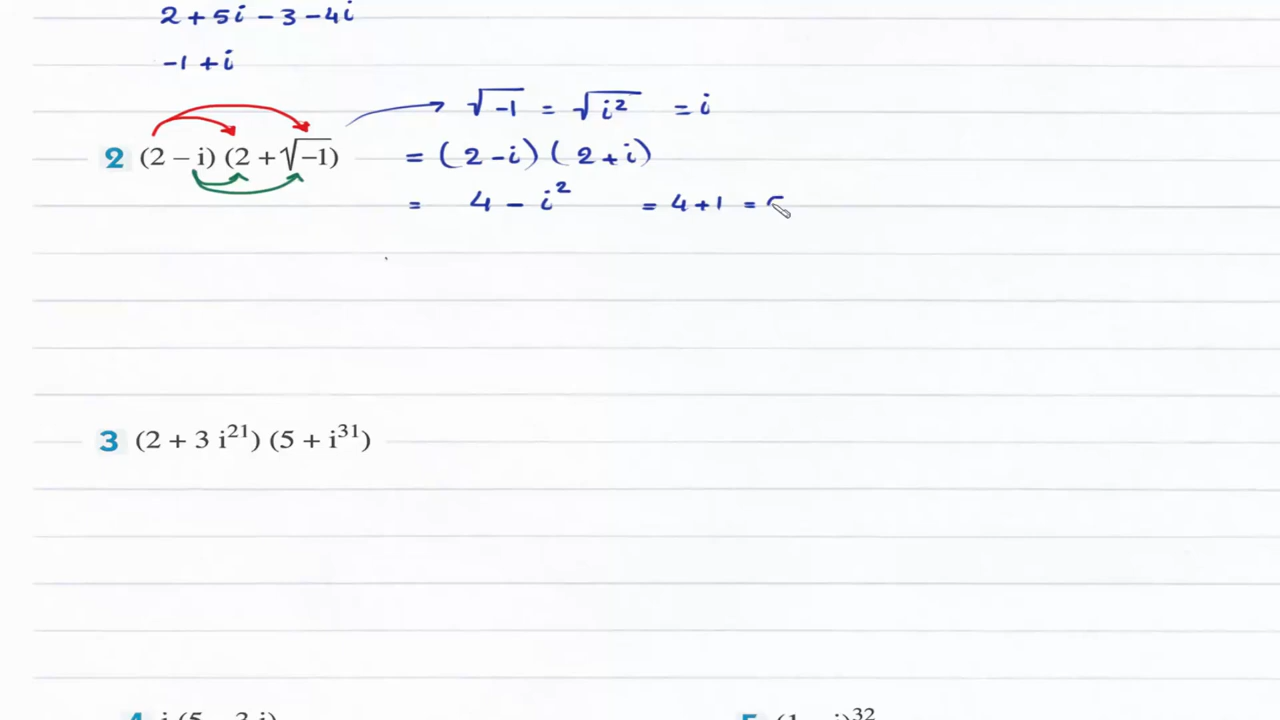 2 + 5i - 3 - 4i
-1 + i
√-1 = √i² = i
2 (2 – i) (2 + √–1) = (2 - i) (2 + i)
= 4 - i² = 4 + 1 =
3 (2 + 3 i²¹) (5 + i³¹)